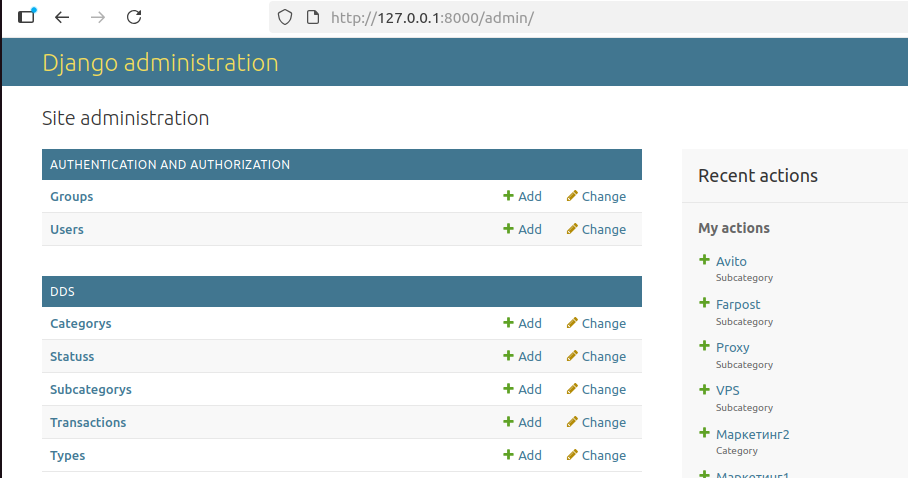 http://127.0.0.1:8000/admin/
Django administration
Site administration
AUTHENTICATION AND AUTHORIZATION
Groups Add Change
Users Add Change
DDS
Categorys Add Change
Statuss Add Change
Subcategorys Add Change
Transactions Add Change
Types Add Change
Recent actions
My actions
Avito
Subcategory
Farpost
Subcategory
Proxy
Subcategory
VPS
Subcategory
Маркетинг2
Category
Маркетинг1